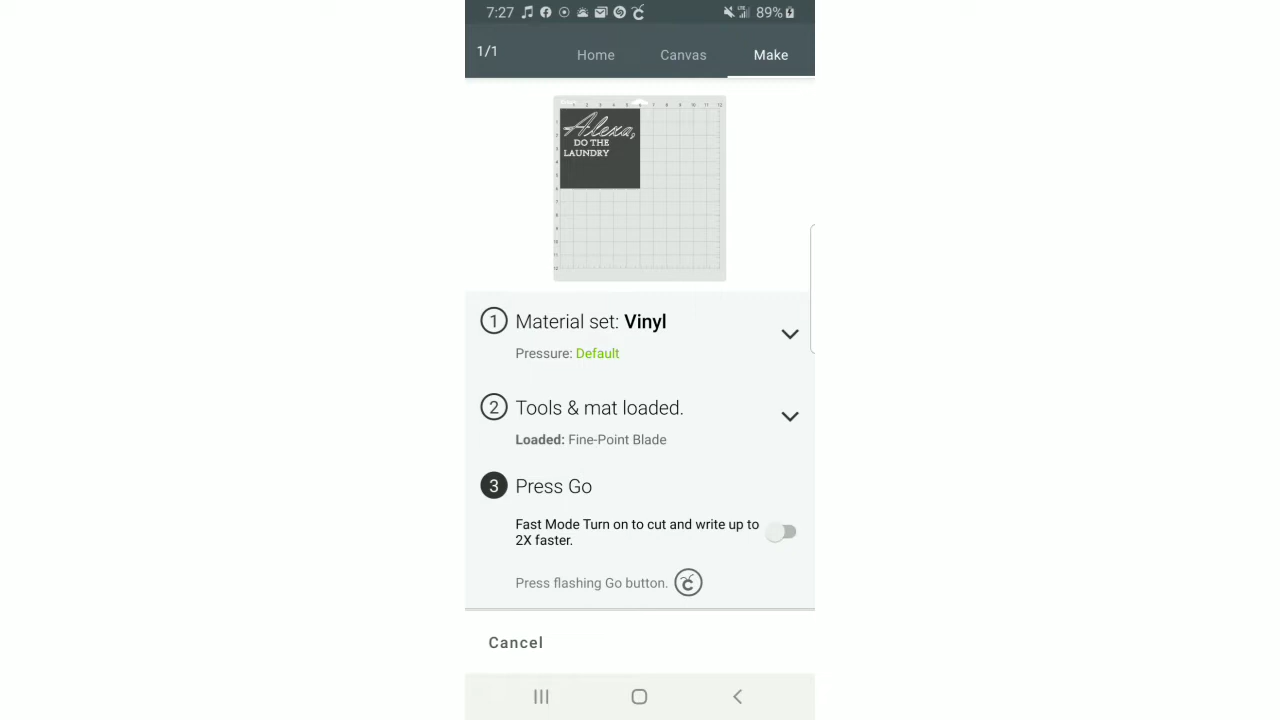 7:27 89%
1/1 Home Canvas Make
Alexa,
DO THE
LAUNDRY
1 Material set: Vinyl
Pressure: Default
2 Tools & mat loaded.
Loaded: Fine-Point Blade
3 Press Go
Fast Mode Turn on to cut and write up to
2X faster.
Press flashing Go button.
Cancel